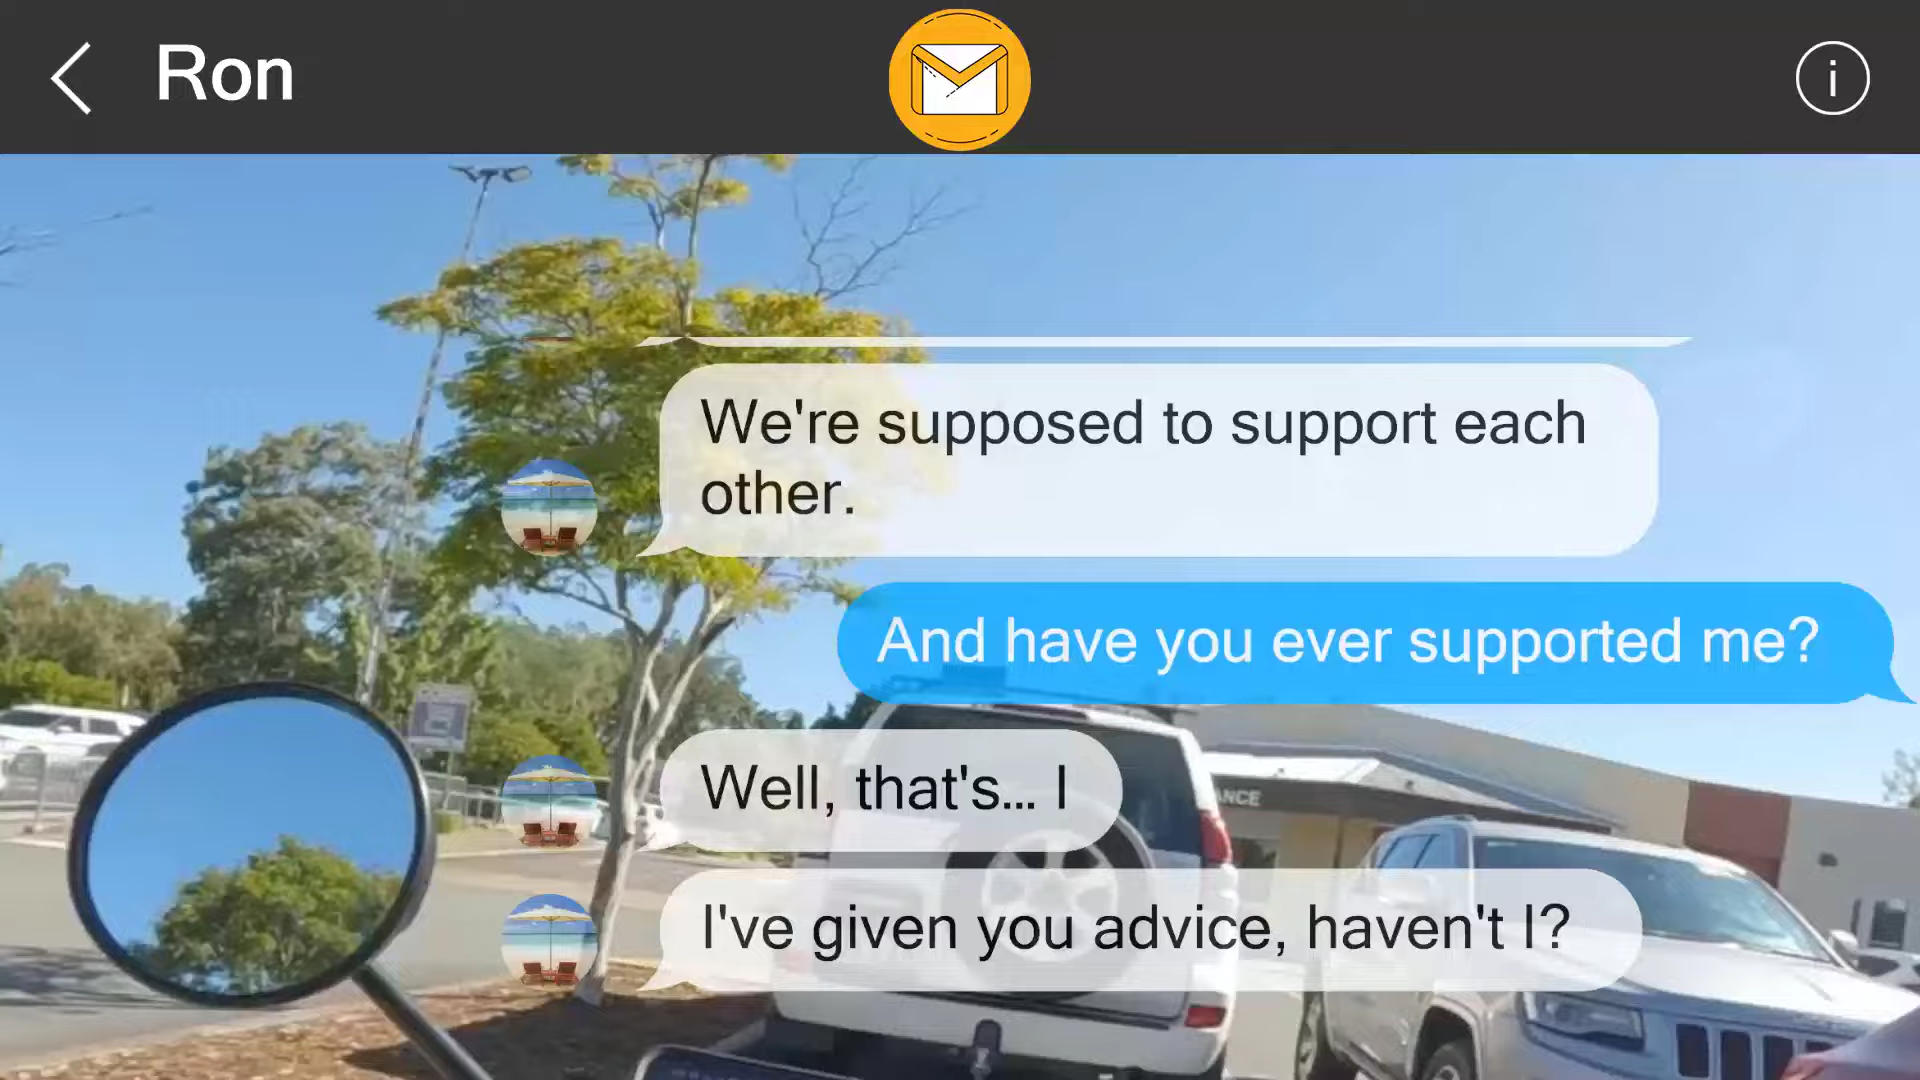 Ron
We're supposed to support each
other.
And have you ever supported me?
Well, that's... I
I've given you advice, haven't I?
ANCE